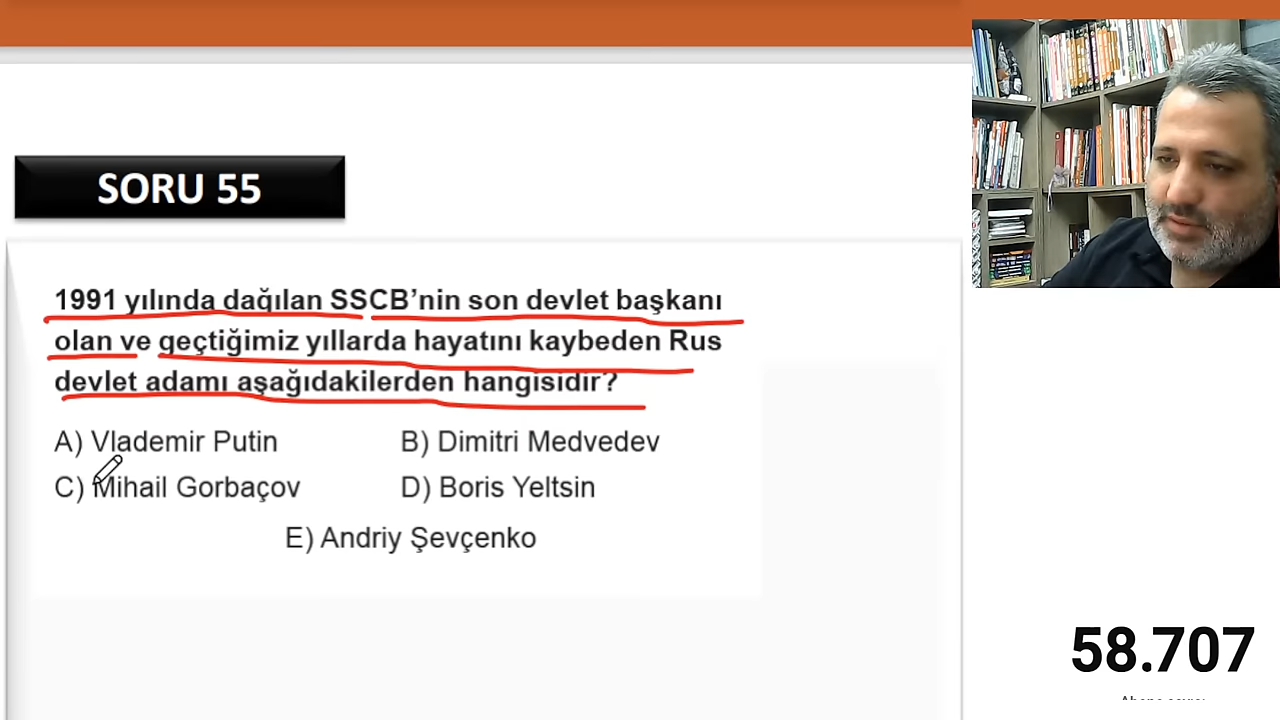 SORU 55
1991 yılında dağılan SSCB'nin son devlet başkanı
olan ve geçtiğimiz yıllarda hayatını kaybeden Rus
devlet adamı aşağıdakilerden hangisidir?
A) Vlademir Putin
B) Dimitri Medvedev
C) Mihail Gorbaçov
D) Boris Yeltsin
E) Andriy Şevçenko
58.707